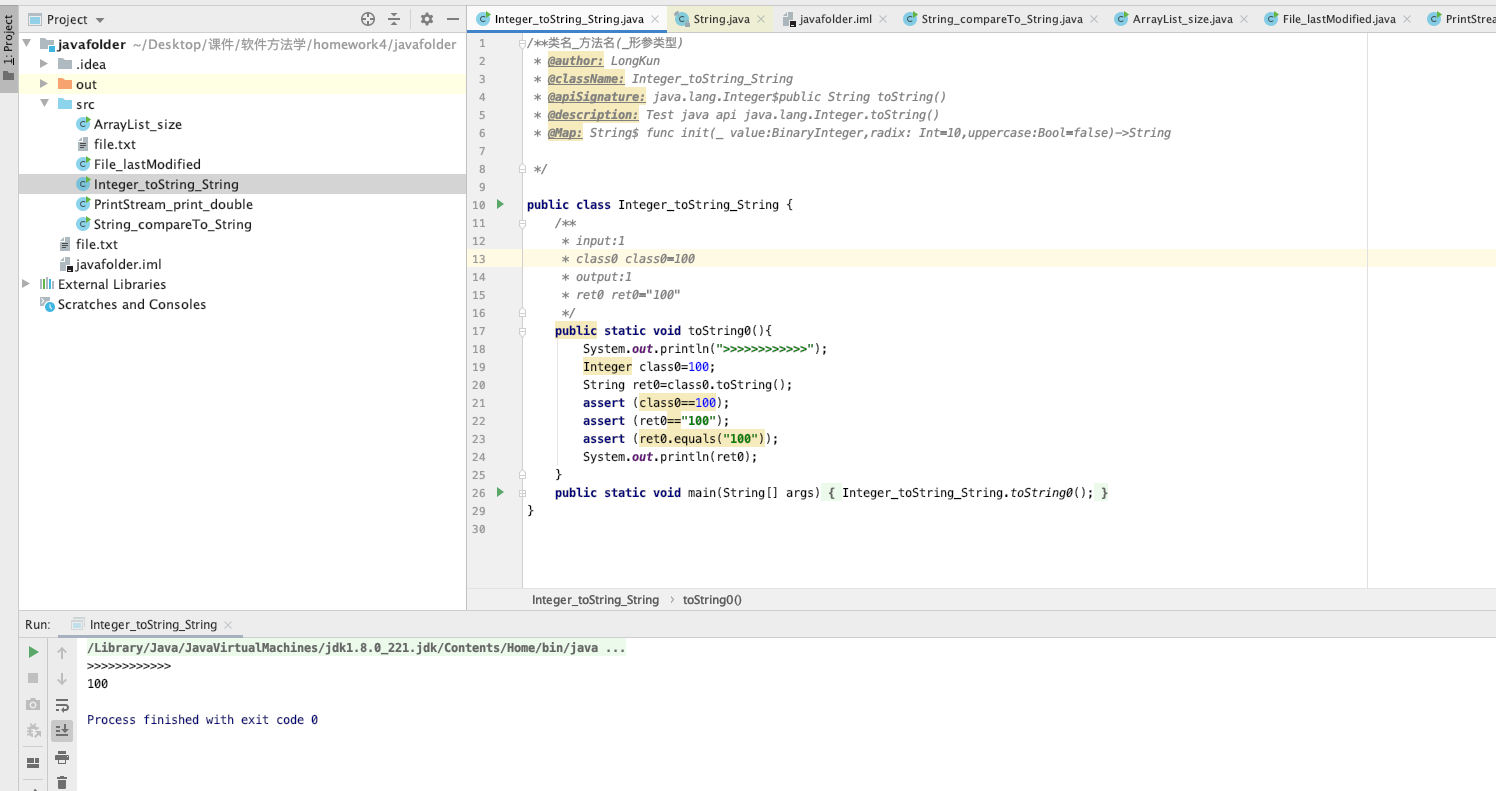 1: Project
Project
javafolder ~/Desktop/课件/软件方法学/homework4/javafolder
.idea
out
src
ArrayList_size
file.txt
File_lastModified
Integer_toString_String
PrintStream_print_double
String_compareTo_String
file.txt
javafolder.iml
External Libraries
Scratches and Consoles
Integer_toString_String.java String.java javafolder.iml String_compareTo_String.java ArrayList_size.java File_lastModified.java PrintStrea
1 /**类名_方法名(_形参类型)
2 * @author: LongKun
3 * @className: Integer_toString_String
4 * @apiSignature: java.lang.Integer$public String toString()
5 * @description: Test java api java.lang.Integer.toString()
6 * @Map: String$ func init(_ value:BinaryInteger,radix: Int=10,uppercase:Bool=false)->String
7
8 */
9
10 public class Integer_toString_String {
11 /**
12 * input:1
13 * class0 class0=100
14 * output:1
15 * ret0 ret0="100"
16 */
17 public static void toString0(){
18 System.out.println(">>>>>>>>>>>>");
19 Integer class0=100;
20 String ret0=class0.toString();
21 assert (class0==100);
22 assert (ret0=="100");
23 assert (ret0.equals("100"));
24 System.out.println(ret0);
25 }
26 public static void main(String[] args) { Integer_toString_String.toString0(); }
29 }
30
Integer_toString_String › toString0()
Run: Integer_toString_String
/Library/Java/JavaVirtualMachines/jdk1.8.0_221.jdk/Contents/Home/bin/java ...
>>>>>>>>>>>>
100
Process finished with exit code 0